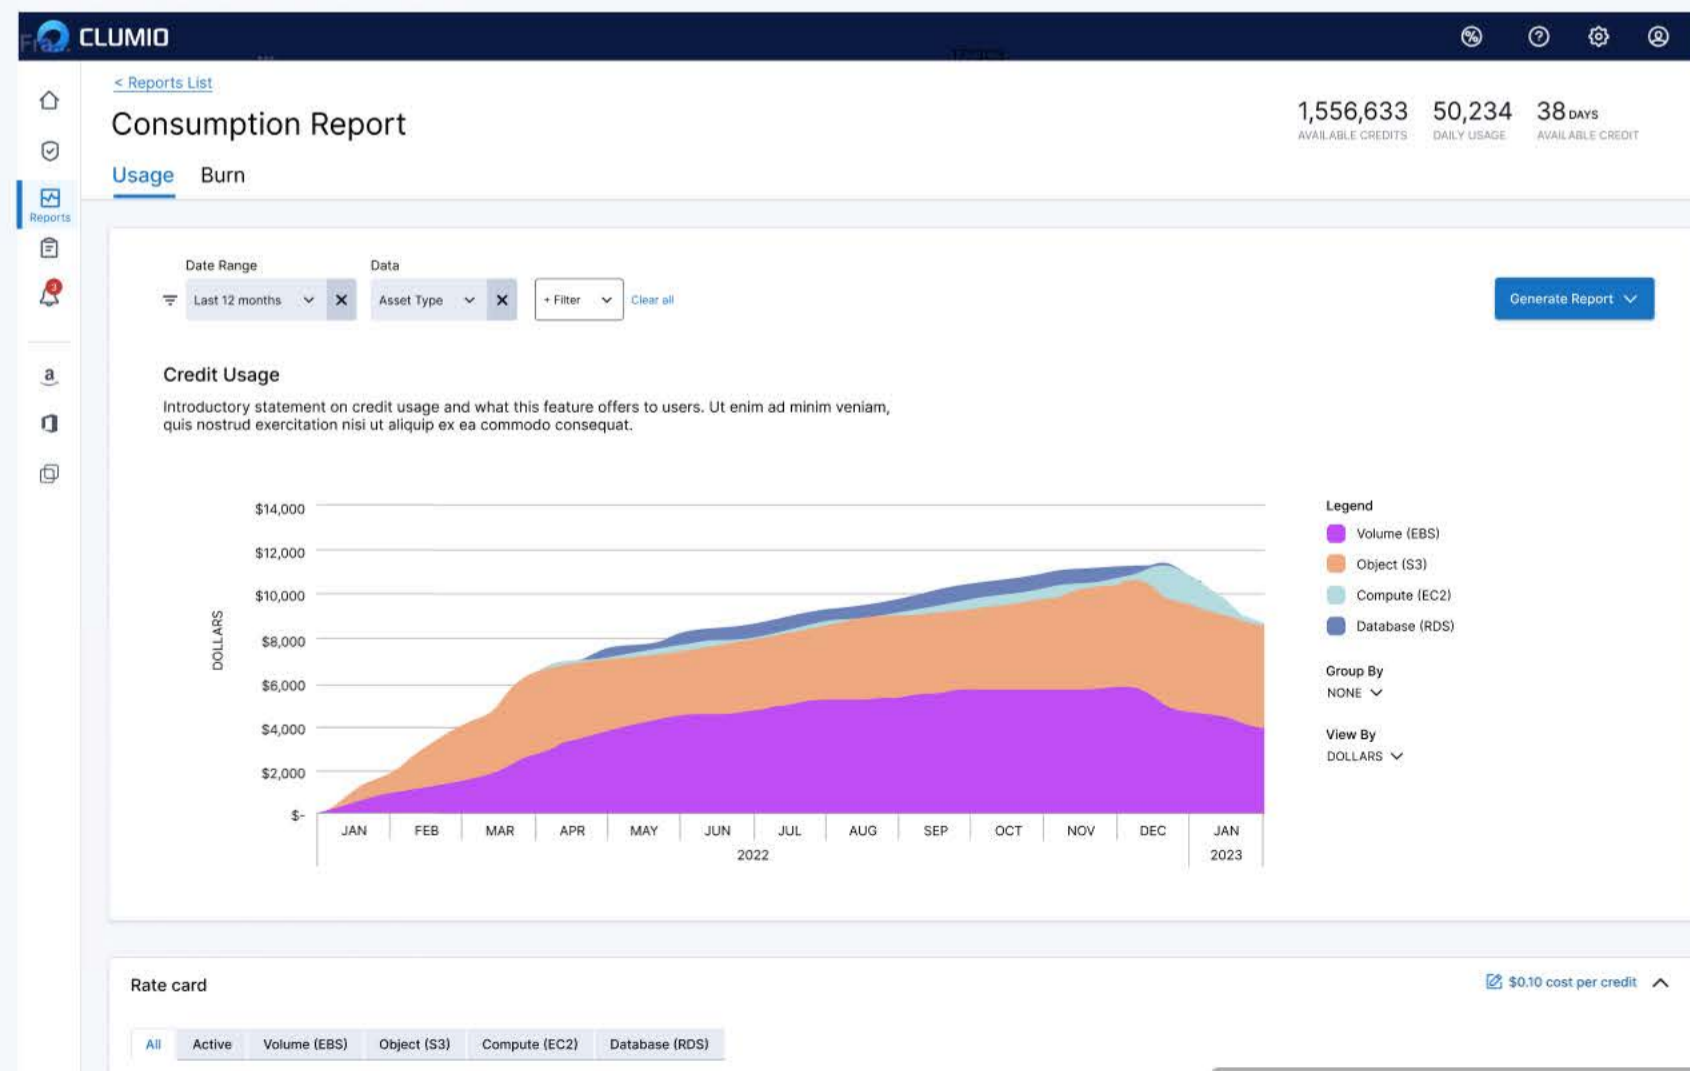 CLUMIO
< Reports List
Consumption Report
1,556,633 50,234 38 DAYS
AVAILABLE CREDITS DAILY USAGE AVAILABLE CREDIT
Usage Burn
Reports
3
Date Range Data
Last 12 months Asset Type + Filter Clear all
Generate Report
Credit Usage
Introductory statement on credit usage and what this feature offers to users. Ut enim ad minim veniam,
quis nostrud exercitation nisi ut aliquip ex ea commodo consequat.
DOLLARS
$14,000
$12,000
$10,000
$8,000
$6,000
$4,000
$2,000
$-
JAN FEB MAR APR MAY JUN JUL AUG SEP OCT NOV DEC JAN
2022 2023
Legend
Volume (EBS)
Object (S3)
Compute (EC2)
Database (RDS)
Group By
NONE
View By
DOLLARS
Rate card
$0.10 cost per credit
All Active Volume (EBS) Object (S3) Compute (EC2) Database (RDS)